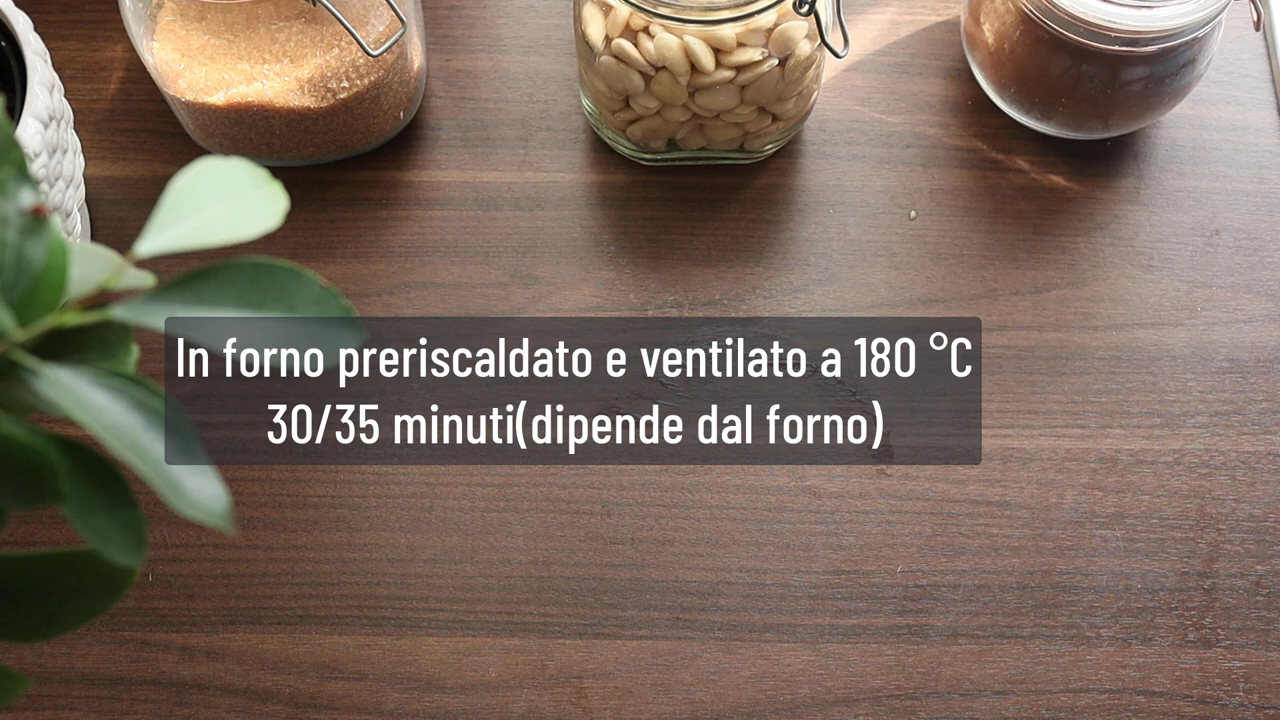 In forno preriscaldato e ventilato a 180 °C
30/35 minuti(dipende dal forno)